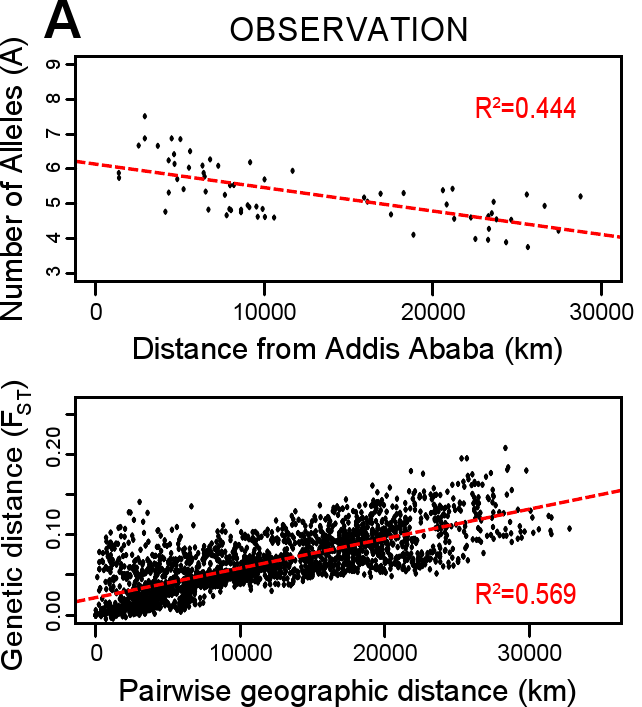 A
OBSERVATION
Number of Alleles (A)
9
8
7
6
5
4
3
R²=0.444
0 10000 20000 30000
Distance from Addis Ababa (km)
Genetic distance (FST)
0.20
0.10
0.00
R²=0.569
0 10000 20000 30000
Pairwise geographic distance (km)